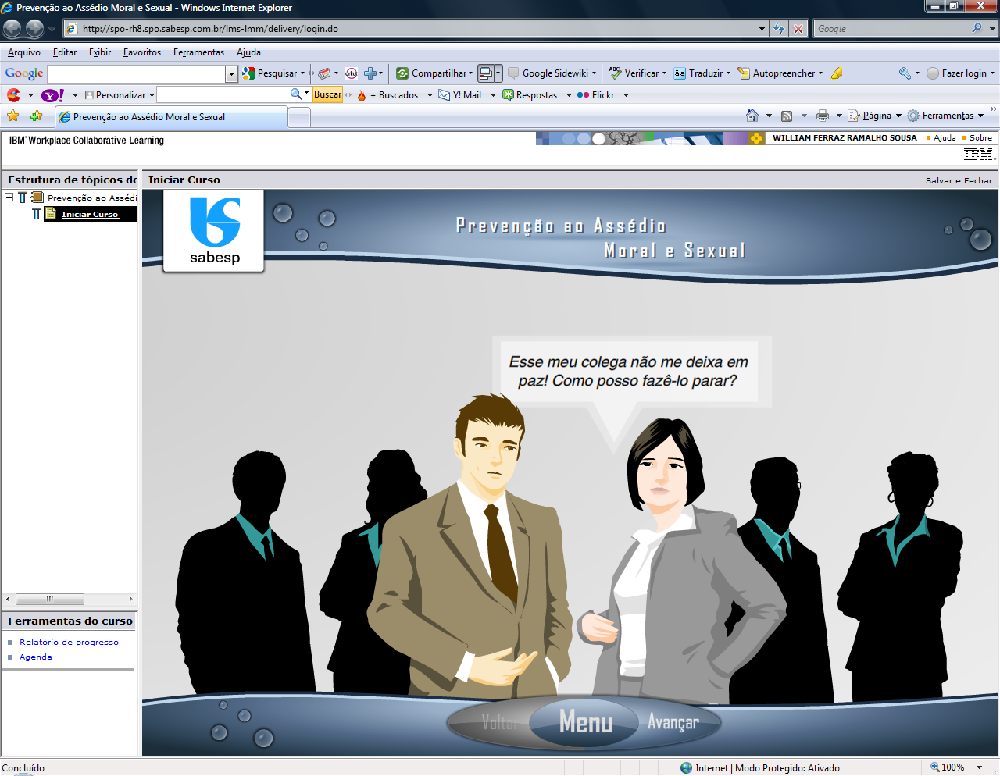 Prevenção ao Assédio Moral e Sexual - Windows Internet Explorer
http://spo-rh8.spo.sabesp.com.br/lms-lmm/delivery/login.do
Google
Arquivo Editar Exibir Favoritos Ferramentas Ajuda
Google Pesquisar orkut Compartilhar Google Sidewiki ABC Verificar Traduzir Autopreencher Fazer login
Y! Personalizar Buscar + Buscados Y! Mail Respostas Flickr
Prevenção ao Assédio Moral e Sexual Página Ferramentas
IBM Workplace Collaborative Learning WILLIAM FERRAZ RAMALHO SOUSA Ajuda Sobre
IBM
Estrutura de tópicos do Iniciar Curso Salvar e Fechar
Prevenção ao Assédi
Iniciar Curso
sabesp
Prevenção ao Assédio
Moral e Sexual
Esse meu colega não me deixa em
paz! Como posso fazê-lo parar?
Ferramentas do curso
Relatório de progresso
Agenda
Voltar Menu Avançar
Concluído Internet | Modo Protegido: Ativado 100%